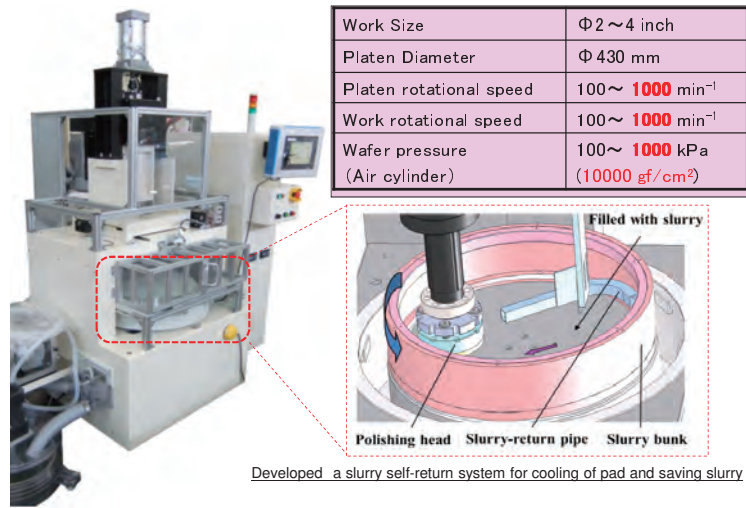 Work Size Φ2～4 inch
Platen Diameter Φ430 mm
Platen rotational speed 100～ 1000 min⁻¹
Work rotational speed 100～ 1000 min⁻¹
Wafer pressure 100～ 1000 kPa
（Air cylinder） (10000 gf/cm²)
Filled with slurry
Polishing head Slurry-return pipe Slurry bunk
Developed a slurry self-return system for cooling of pad and saving slurry